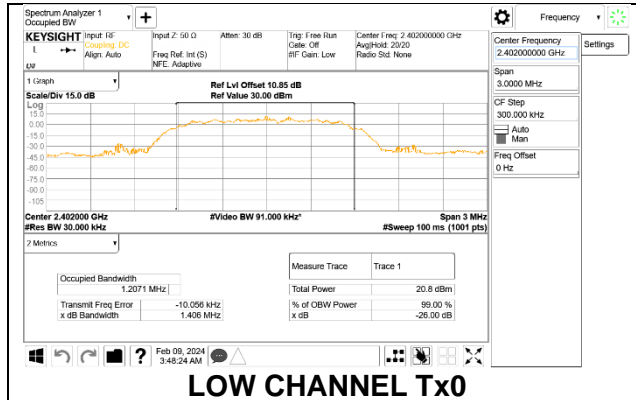 Spectrum Analyzer 1
Occupied BW
Frequency
KEYSIGHT
Input: RF
Coupling: DC
Align: Auto
Input Z: 50 Ω
Freq Ref: Int (S)
NFE: Adaptive
Atten: 30 dB
Trig: Free Run
Gate: Off
#IF Gain: Low
Center Freq: 2.402000000 GHz
Avg|Hold: 20/20
Radio Std: None
Center Frequency
2.402000000 GHz
Settings
Span
3.0000 MHz
CF Step
300.000 kHz
Auto
Man
Freq Offset
0 Hz
1 Graph
Scale/Div 15.0 dB
Ref Lvl Offset 10.85 dB
Ref Value 30.00 dBm
Log
15.0
0.00
-15.0
-30.0
-45.0
-60.0
-75.0
-90.0
-105
Center 2.402000 GHz
#Res BW 30.000 kHz
#Video BW 91.000 kHz*
Span 3 MHz
#Sweep 100 ms (1001 pts)
2 Metrics
Occupied Bandwidth
1.2071 MHz
Transmit Freq Error -10.056 kHz
x dB Bandwidth 1.406 MHz
Measure Trace Trace 1
Total Power 20.8 dBm
% of OBW Power 99.00 %
x dB -26.00 dB
Feb 09, 2024
3:48:24 AM
LOW CHANNEL Tx0